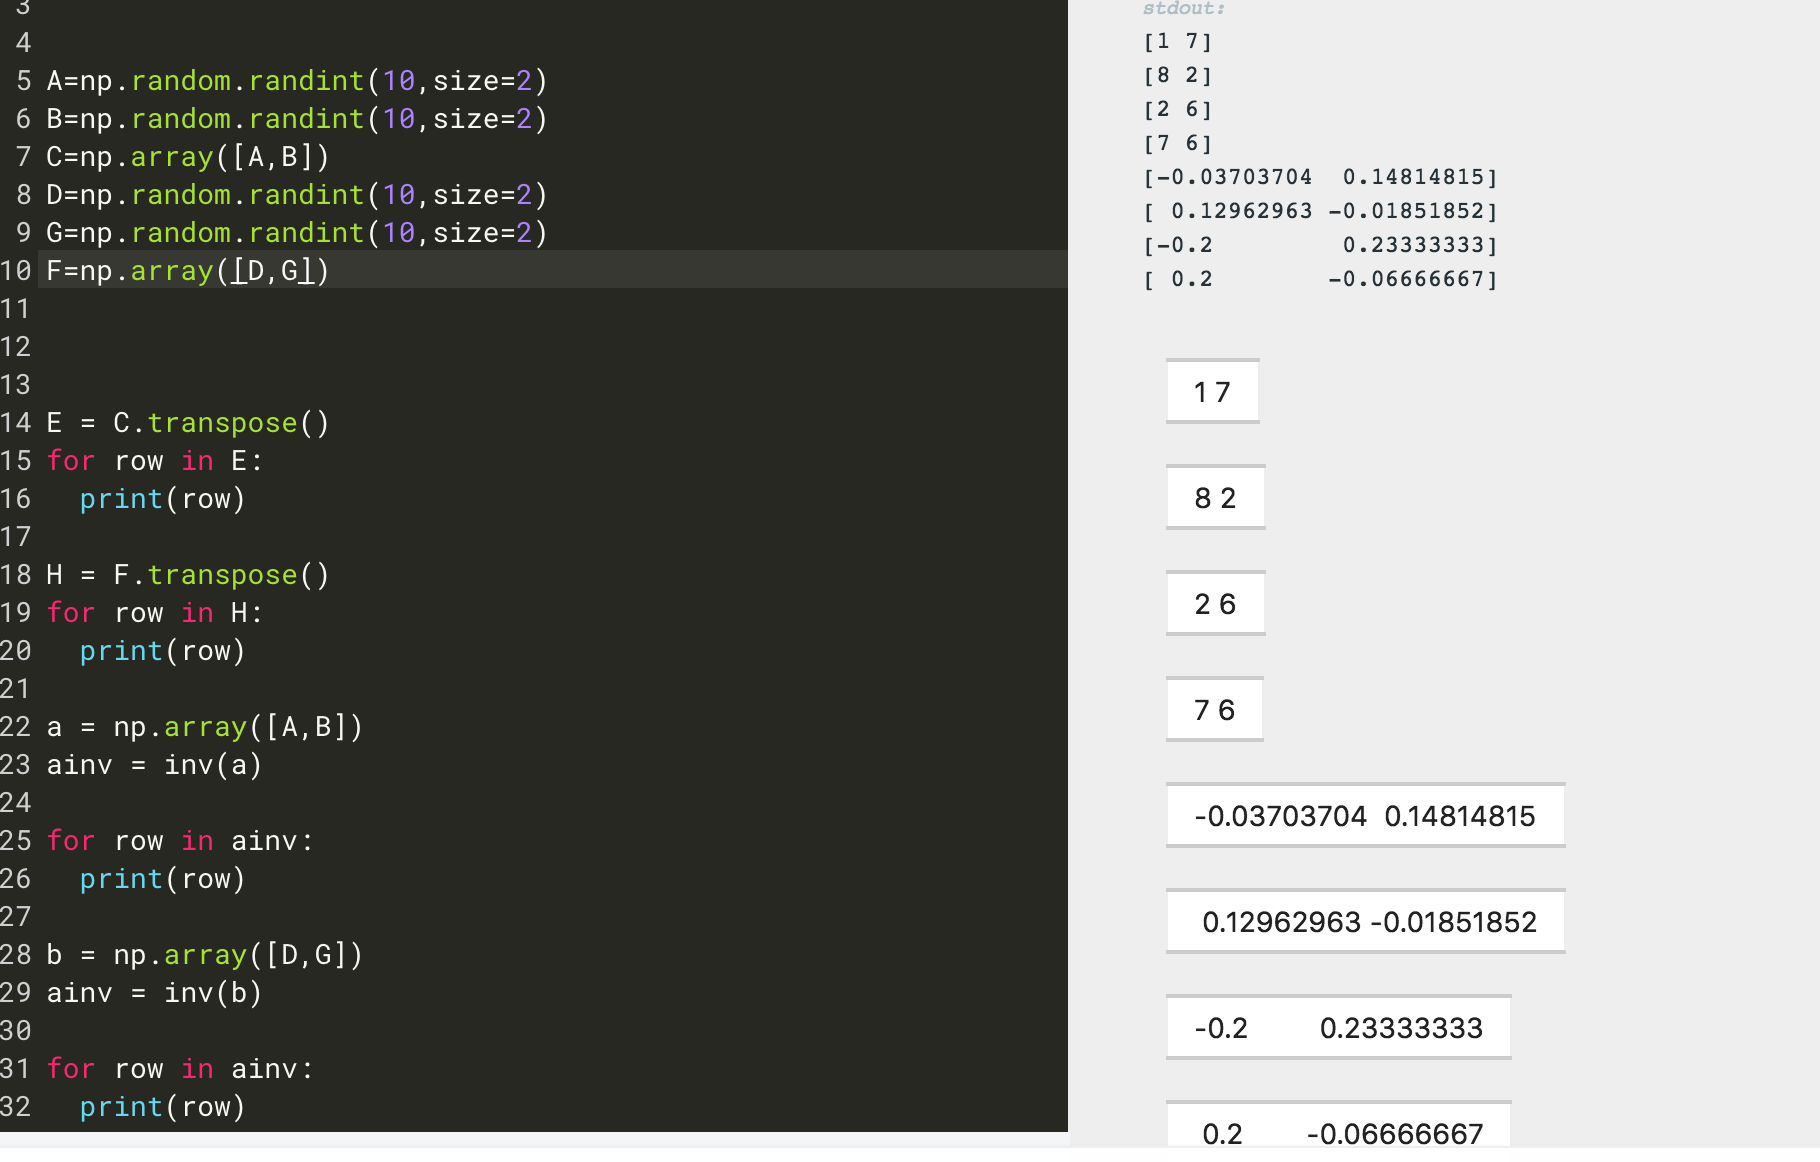 3
4
5 A=np.random.randint(10,size=2)
6 B=np.random.randint(10,size=2)
7 C=np.array([A,B])
8 D=np.random.randint(10,size=2)
9 G=np.random.randint(10,size=2)
10 F=np.array([D,G])
11
12
13
14 E = C.transpose()
15 for row in E:
16   print(row)
17
18 H = F.transpose()
19 for row in H:
20   print(row)
21
22 a = np.array([A,B])
23 ainv = inv(a)
24
25 for row in ainv:
26   print(row)
27
28 b = np.array([D,G])
29 ainv = inv(b)
30
31 for row in ainv:
32   print(row)
stdout:
[1 7]
[8 2]
[2 6]
[7 6]
[-0.03703704  0.14814815]
[ 0.12962963 -0.01851852]
[-0.2         0.23333333]
[ 0.2        -0.06666667]
1 7
8 2
2 6
7 6
-0.03703704  0.14814815
0.12962963 -0.01851852
-0.2         0.23333333
0.2        -0.06666667